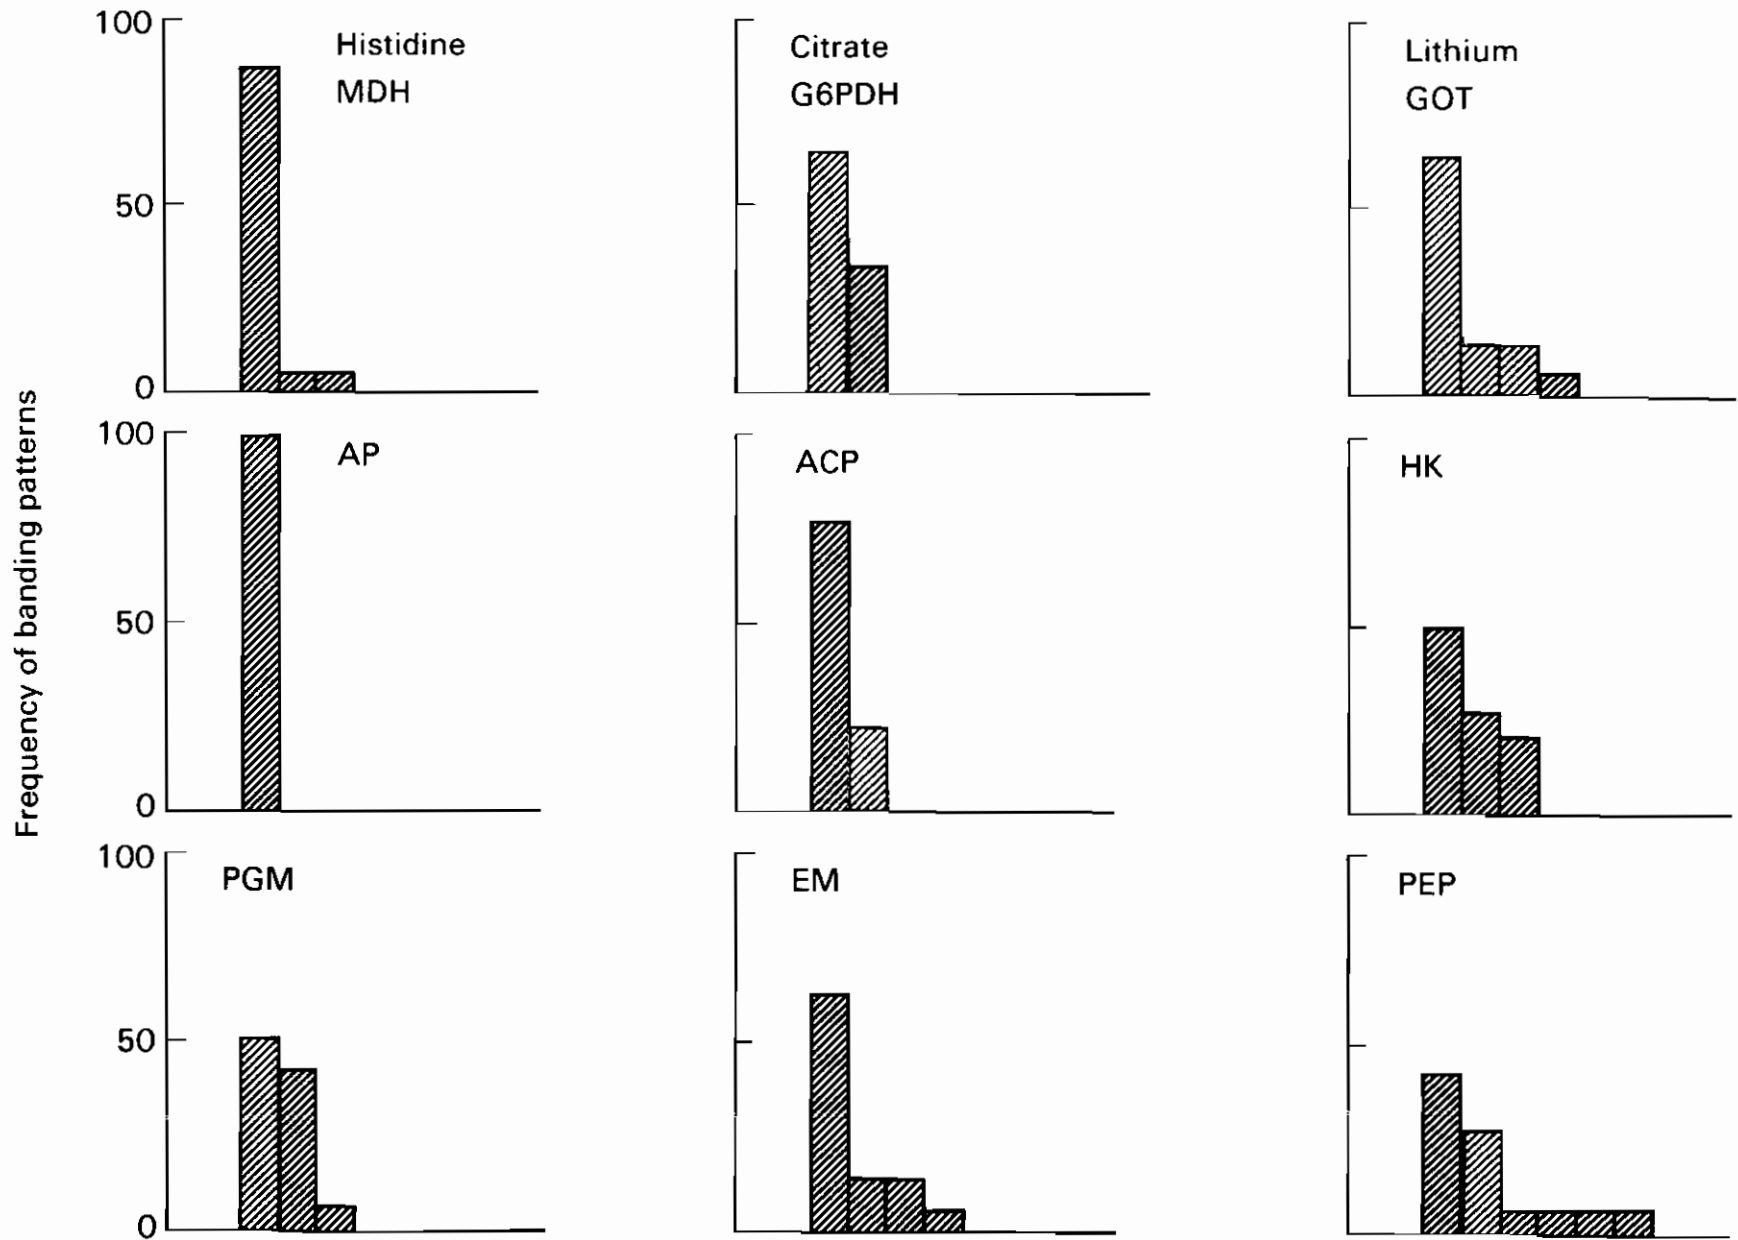 Frequency of banding patterns
100
50
0
Histidine
MDH
Citrate
G6PDH
Lithium
GOT
100
50
0
AP
ACP
HK
100
50
0
PGM
EM
PEP